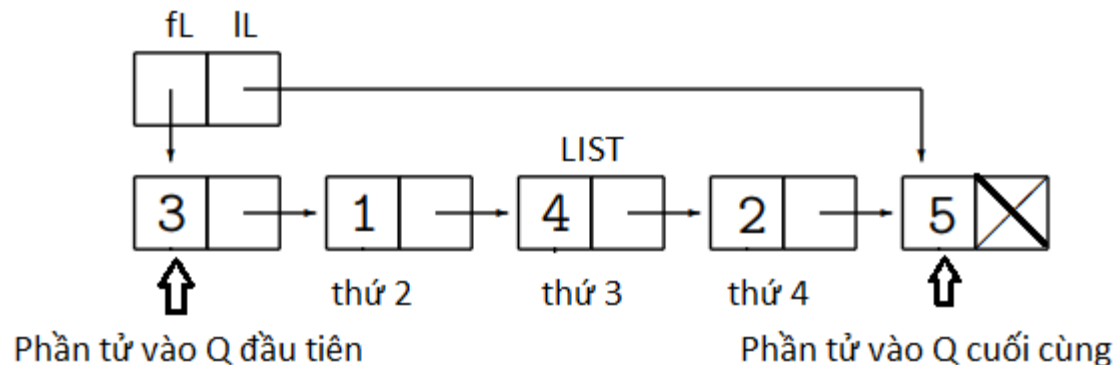 fL lL
LIST
3 1 4 2 5
thứ 2 thứ 3 thứ 4
Phần tử vào Q đầu tiên Phần tử vào Q cuối cùng